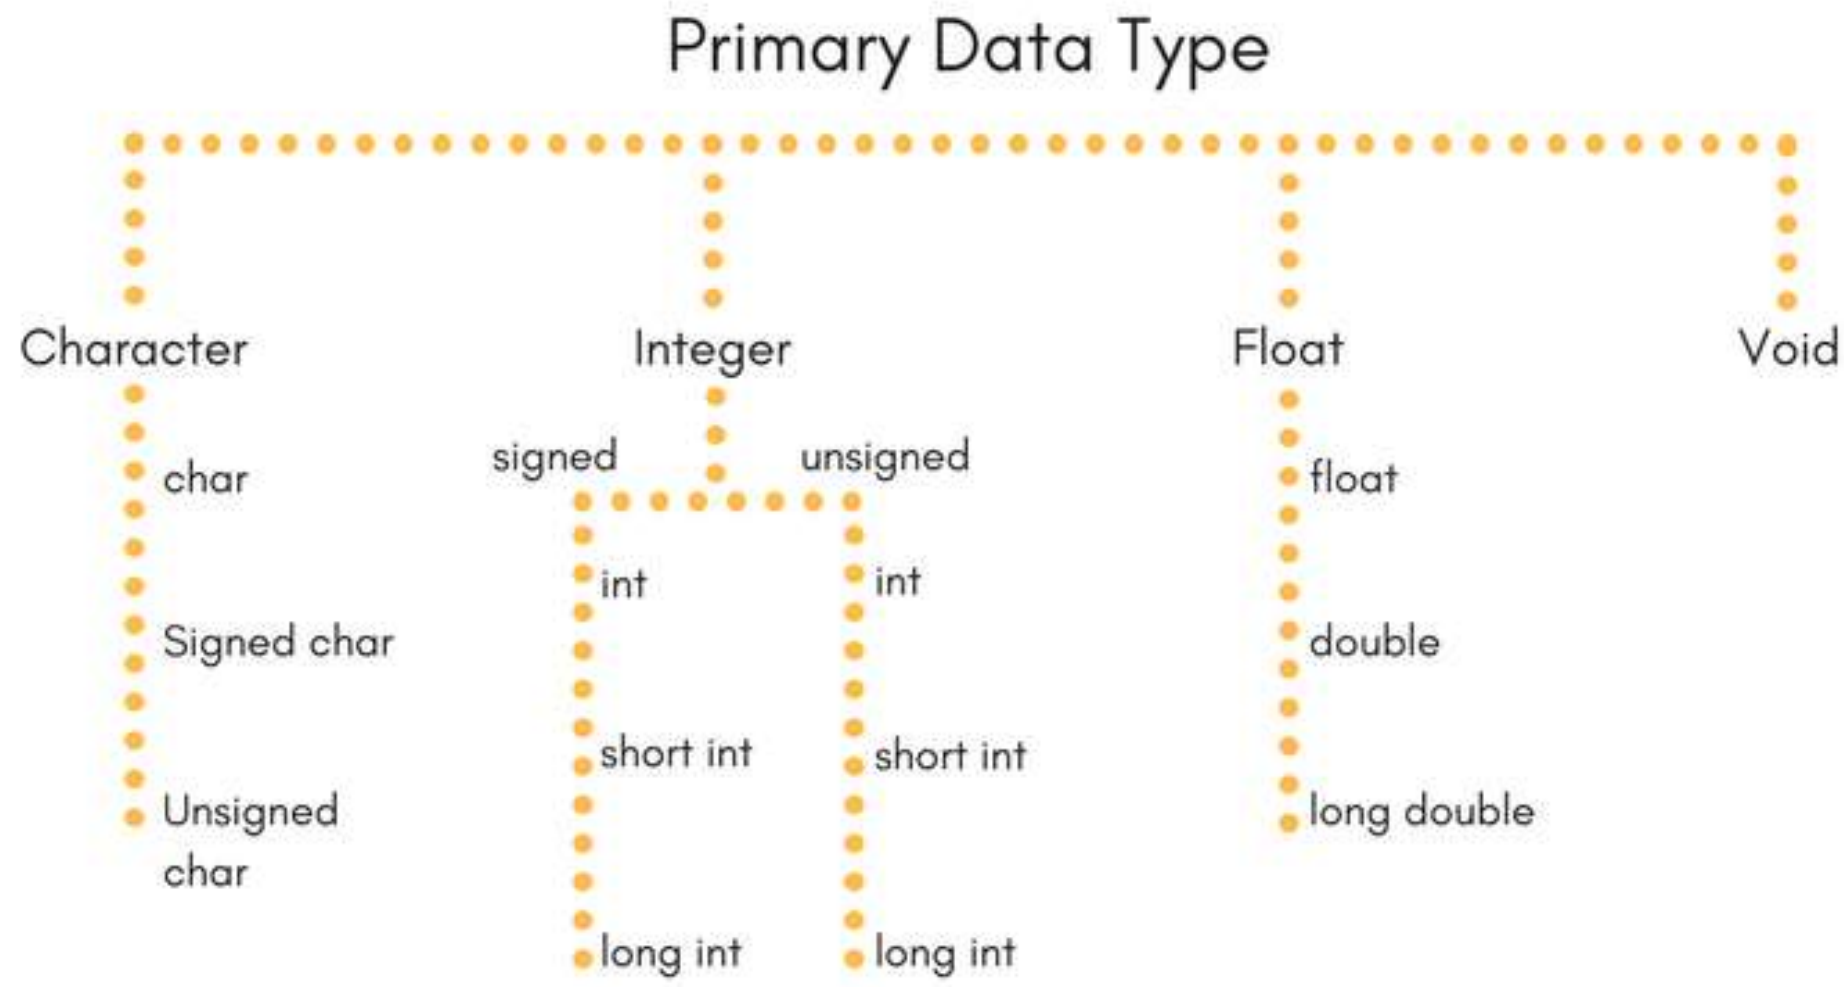 Primary Data Type
Character
Integer
Float
Void
char
Signed char
Unsigned
char
signed
unsigned
int
short int
long int
int
short int
long int
float
double
long double